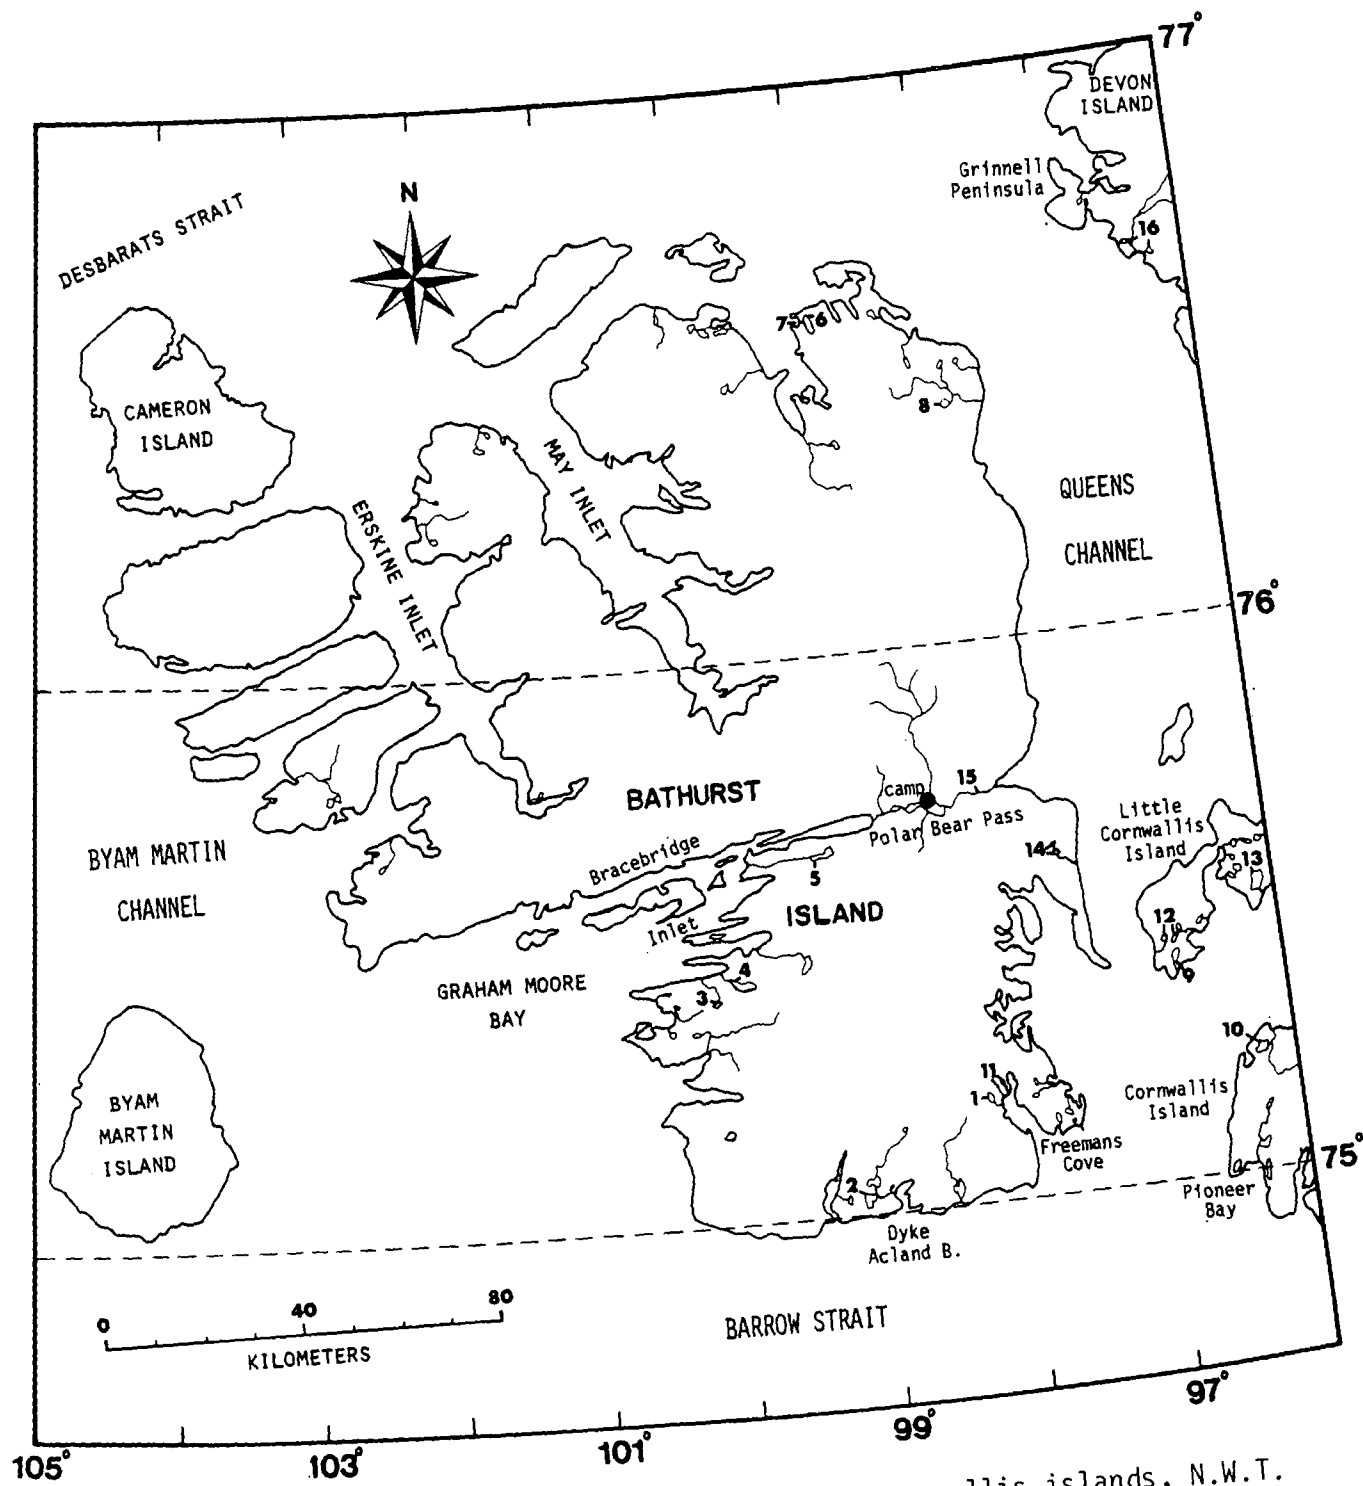 77°
DEVON
ISLAND
Grinnell
Peninsula
16
N
DESBARATS STRAIT
7
6
CAMERON
ISLAND
8
MAY INLET
ERSKINE INLET
QUEENS
CHANNEL
76°
BATHURST
camp
15
Polar Bear Pass
Little
Cornwallis
Island
13
BYAM MARTIN
CHANNEL
Bracebridge
Inlet
5
14
ISLAND
12
9
GRAHAM MOORE
BAY
4
3
10
11
1
Cornwallis
Island
BYAM
MARTIN
ISLAND
Freemans
Cove
75°
2
Pioneer
Bay
Dyke
Acland B.
0 40 80
KILOMETERS
BARROW STRAIT
105° 103° 101° 99° 97°
llis islands, N.W.T.